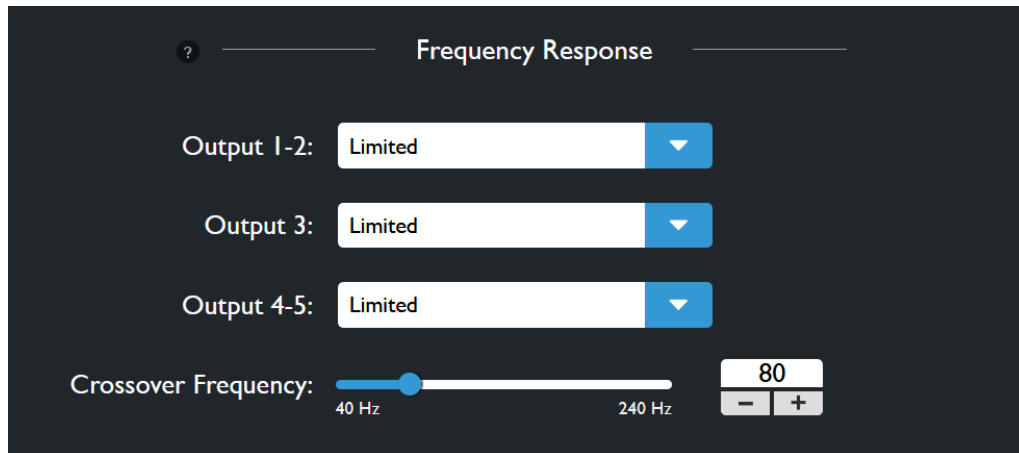 ? Frequency Response
Output 1-2: Limited
Output 3: Limited
Output 4-5: Limited
Crossover Frequency: 80
40 Hz 240 Hz − +